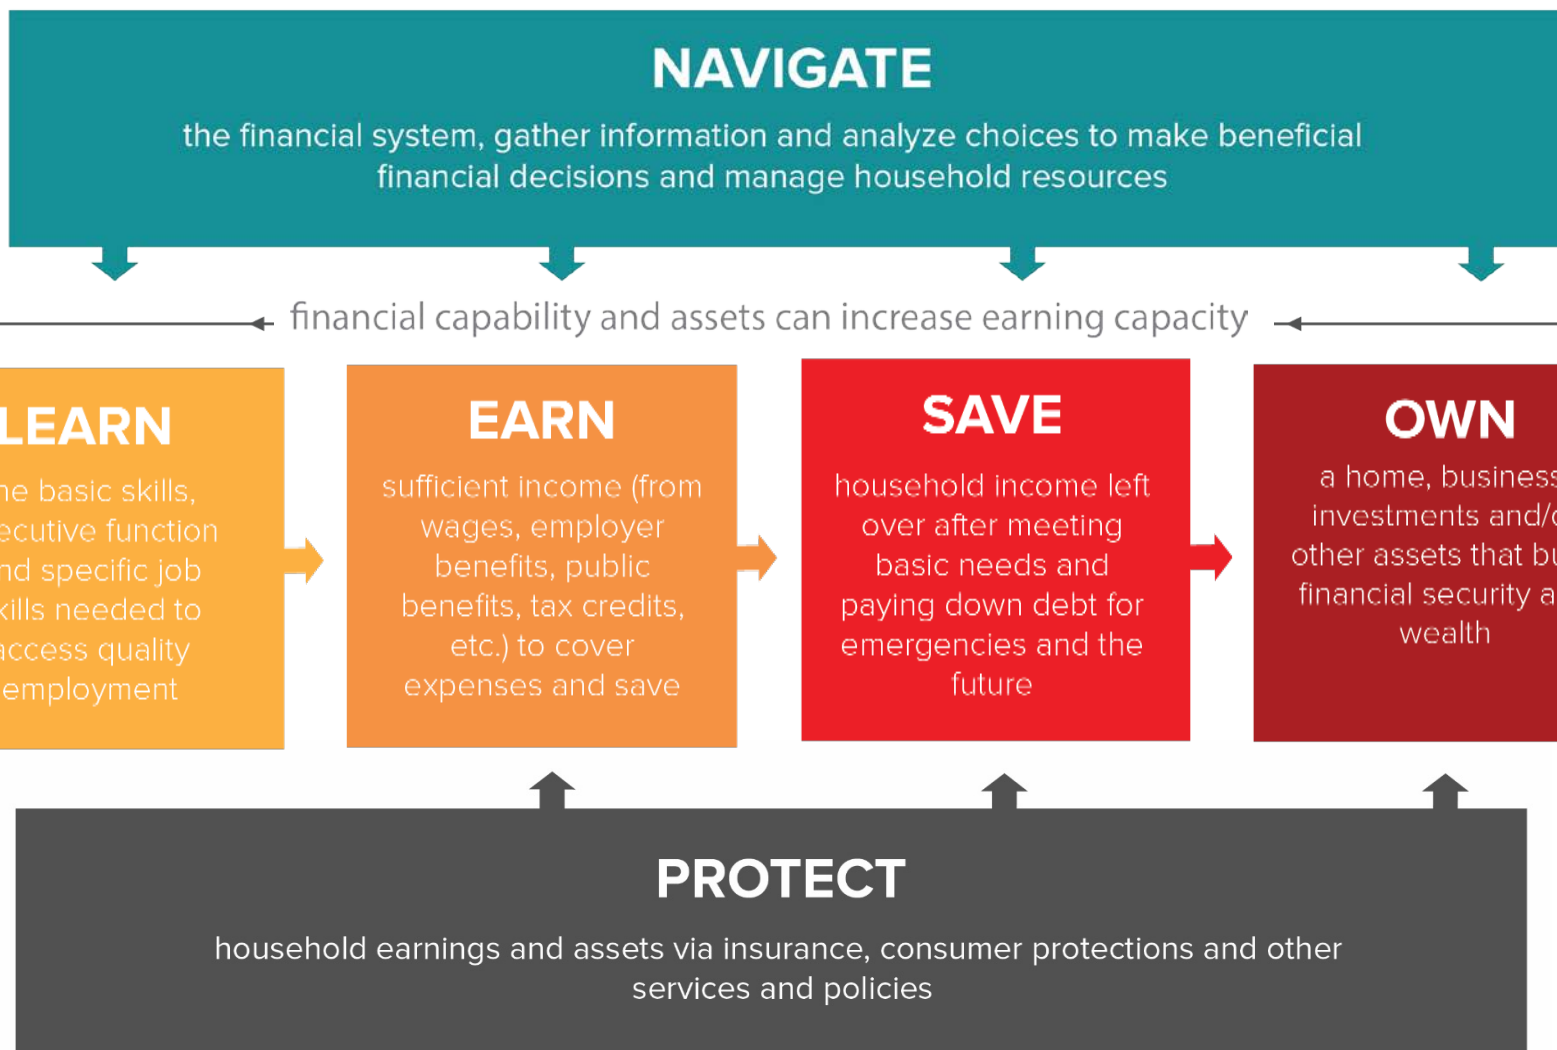 NAVIGATE
the financial system, gather information and analyze choices to make beneficial
financial decisions and manage household resources
financial capability and assets can increase earning capacity
LEARN
basic skills,
function
specific job
needed to
access quality
employment
EARN
sufficient income (from
wages, employer
benefits, public
benefits, tax credits,
etc.) to cover
expenses and save
SAVE
household income left
over after meeting
basic needs and
paying down debt for
emergencies and the
future
OWN
a home, business
investments and/
other assets that
financial security
wealth
PROTECT
household earnings and assets via insurance, consumer protections and other
services and policies